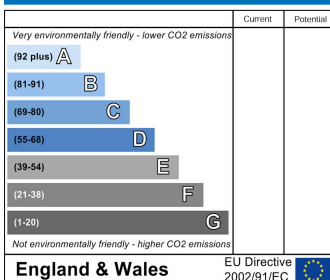 Current Potential
Very environmentally friendly - lower CO2 emissions
(92 plus) A
(81-91) B
(69-80) C
(55-68) D
(39-54) E
(21-38) F
(1-20) G
Not environmentally friendly - higher CO2 emissions
England & Wales
EU Directive
2002/91/EC